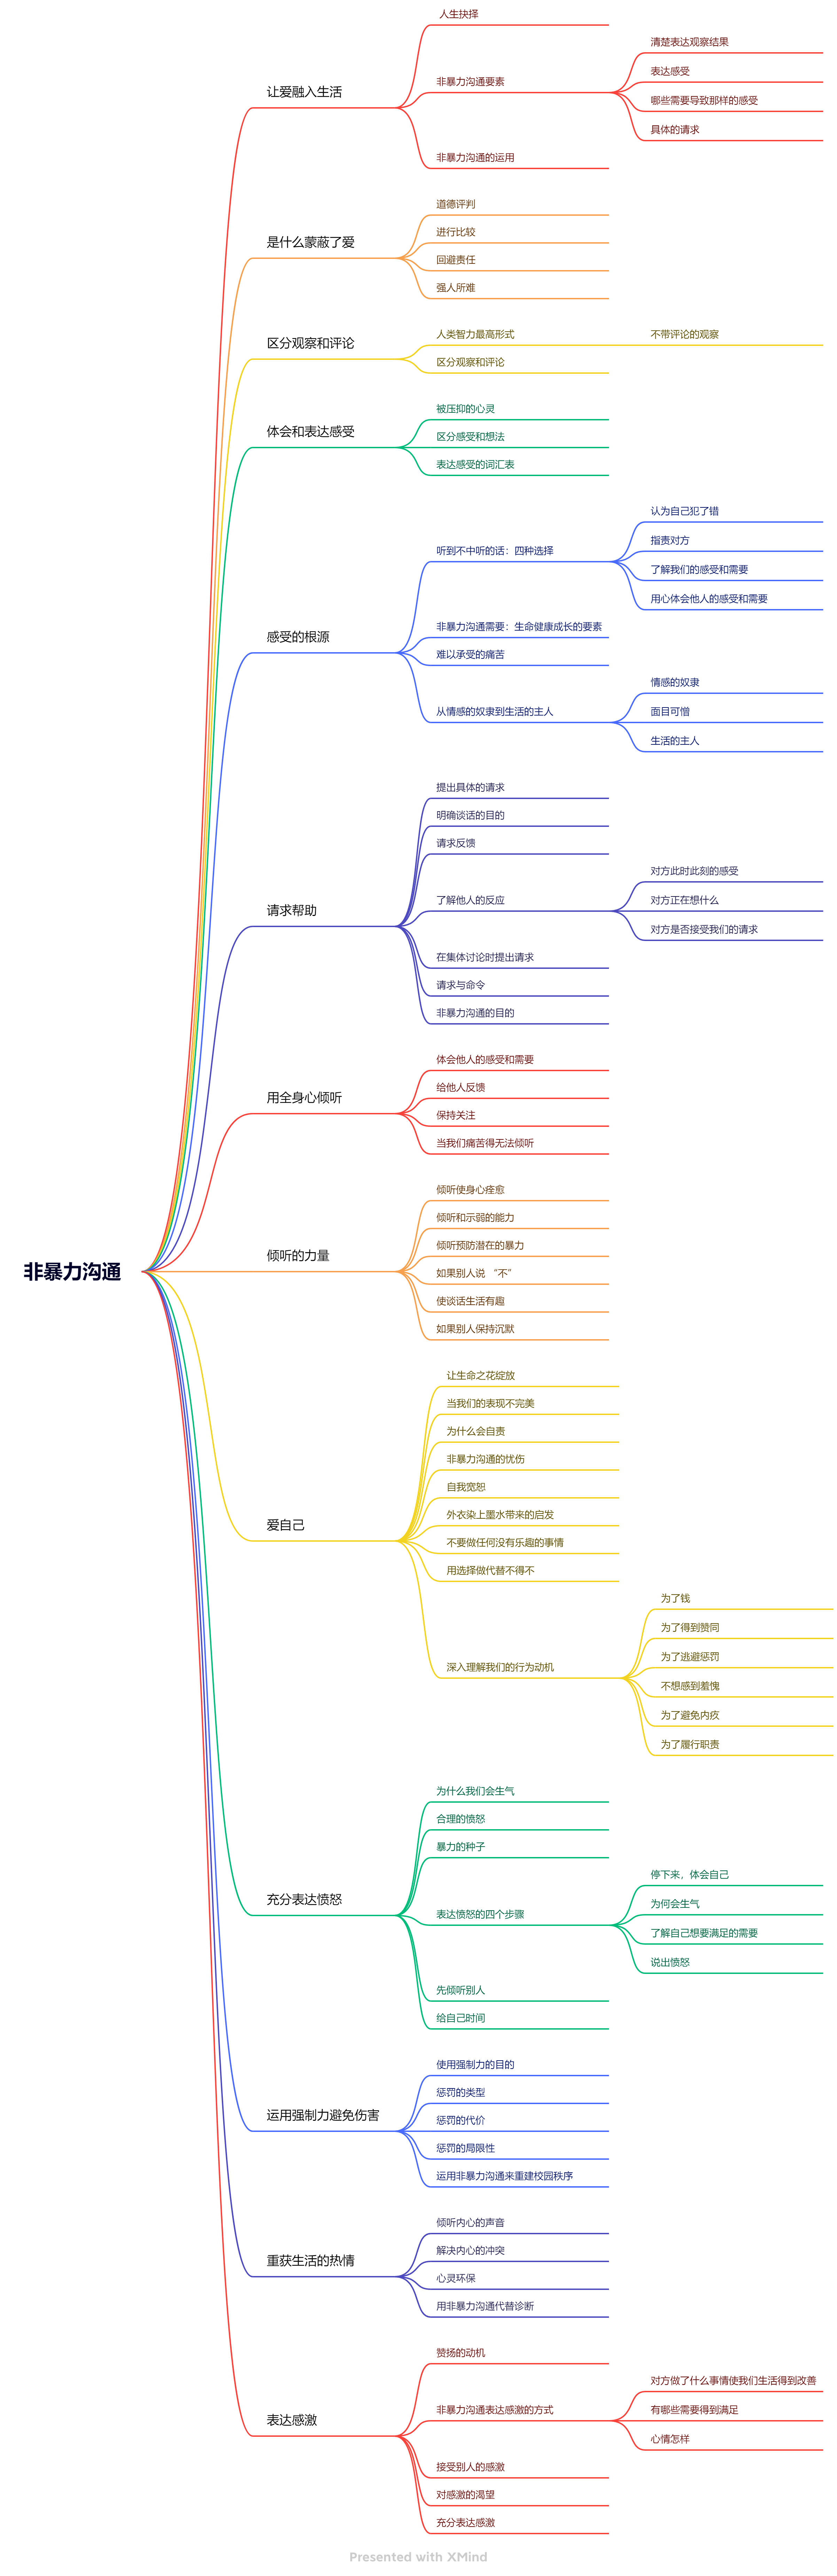 非暴力沟通
让爱融入生活
人生抉择
非暴力沟通要素
清楚表达观察结果
表达感受
哪些需要导致那样的感受
具体的请求
非暴力沟通的运用
是什么蒙蔽了爱
道德评判
进行比较
回避责任
强人所难
区分观察和评论
人类智力最高形式
不带评论的观察
区分观察和评论
体会和表达感受
被压抑的心灵
区分感受和想法
表达感受的词汇表
感受的根源
听到不中听的话：四种选择
认为自己犯了错
指责对方
了解我们的感受和需要
用心体会他人的感受和需要
非暴力沟通需要：生命健康成长的要素
难以承受的痛苦
从情感的奴隶到生活的主人
情感的奴隶
面目可憎
生活的主人
请求帮助
提出具体的请求
明确谈话的目的
请求反馈
了解他人的反应
对方此时此刻的感受
对方正在想什么
对方是否接受我们的请求
在集体讨论时提出请求
请求与命令
非暴力沟通的目的
用全身心倾听
体会他人的感受和需要
给他人反馈
保持关注
当我们痛苦得无法倾听
倾听的力量
倾听使身心痊愈
倾听和示弱的能力
倾听预防潜在的暴力
如果别人说 “不”
使谈话生活有趣
如果别人保持沉默
爱自己
让生命之花绽放
当我们的表现不完美
为什么会自责
非暴力沟通的忧伤
自我宽恕
外衣染上墨水带来的启发
不要做任何没有乐趣的事情
用选择做代替不得不
深入理解我们的行为动机
为了钱
为了得到赞同
为了逃避惩罚
不想感到羞愧
为了避免内疚
为了履行职责
充分表达愤怒
为什么我们会生气
合理的愤怒
暴力的种子
表达愤怒的四个步骤
停下来，体会自己
为何会生气
了解自己想要满足的需要
说出愤怒
先倾听别人
给自己时间
运用强制力避免伤害
使用强制力的目的
惩罚的类型
惩罚的代价
惩罚的局限性
运用非暴力沟通来重建校园秩序
重获生活的热情
倾听内心的声音
解决内心的冲突
心灵环保
用非暴力沟通代替诊断
表达感激
赞扬的动机
非暴力沟通表达感激的方式
对方做了什么事情使我们生活得到改善
有哪些需要得到满足
心情怎样
接受别人的感激
对感激的渴望
充分表达感激
Presented with XMind